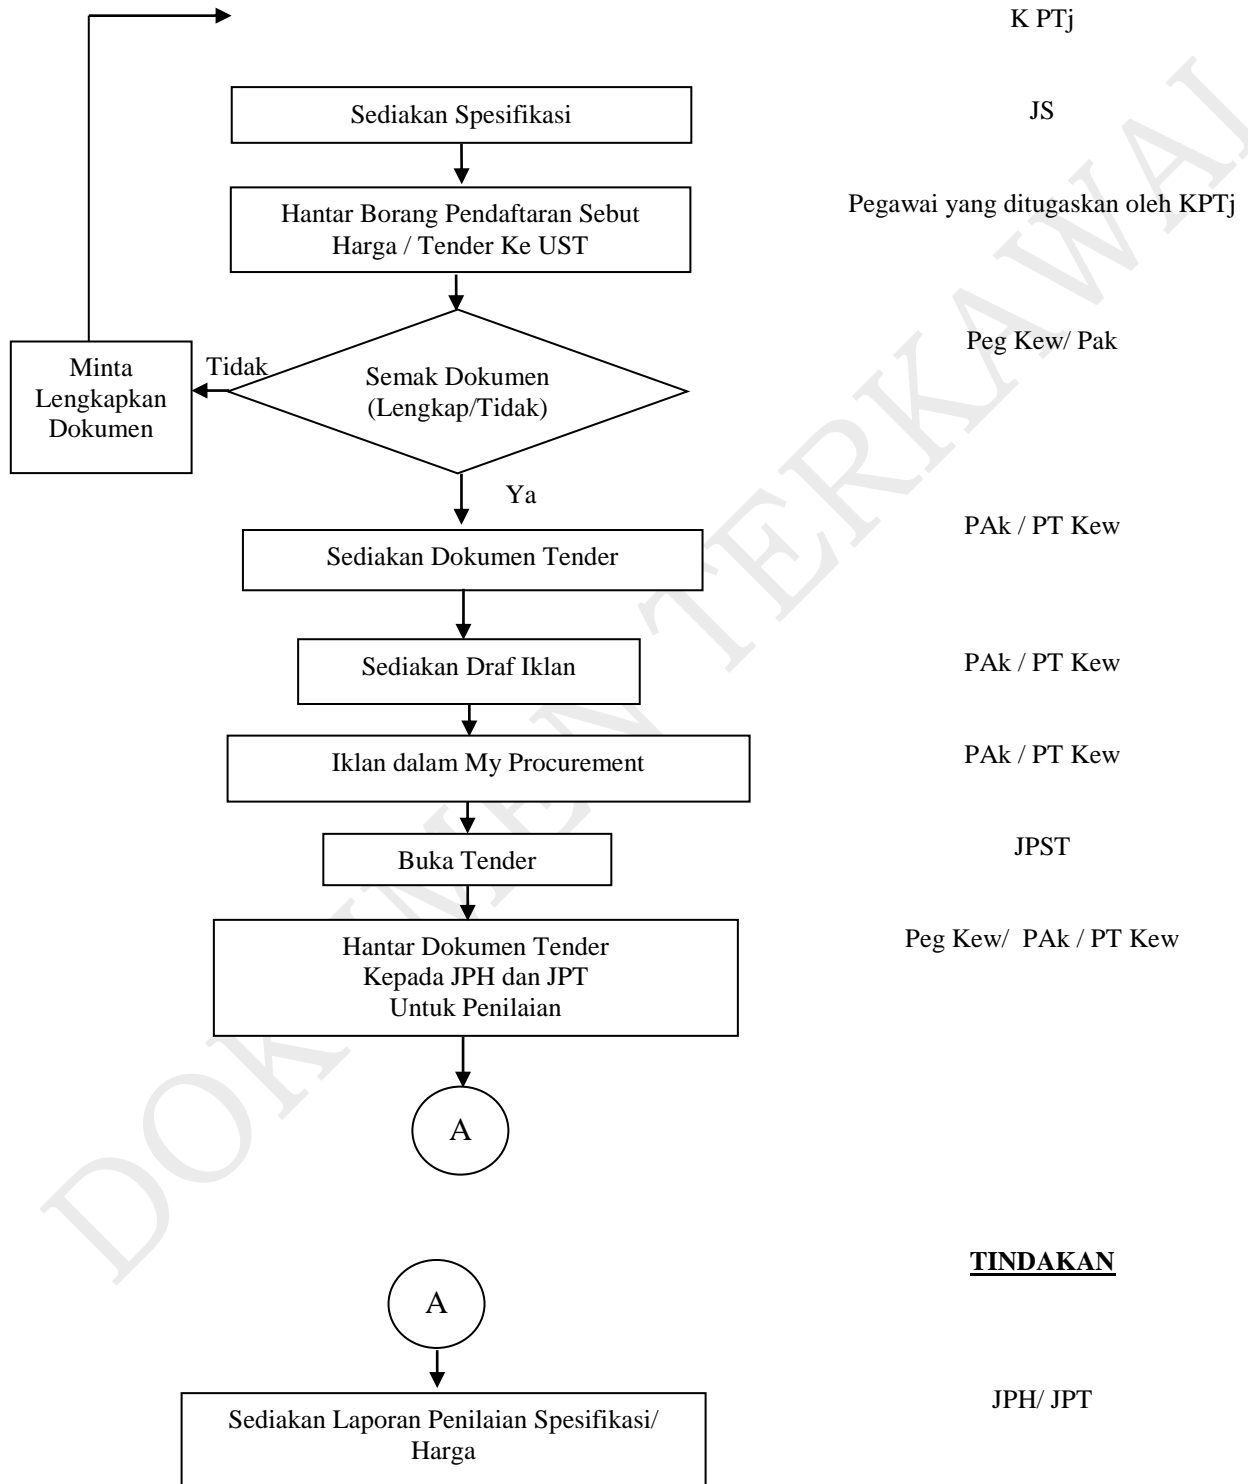 K PTj
Sediakan Spesifikasi
JS
Hantar Borang Pendaftaran Sebut
Harga / Tender Ke UST
Pegawai yang ditugaskan oleh KPTj
Minta
Lengkapkan
Dokumen
Tidak
Semak Dokumen
(Lengkap/Tidak)
Peg Kew/ Pak
Ya
Sediakan Dokumen Tender
PAk / PT Kew
Sediakan Draf Iklan
PAk / PT Kew
Iklan dalam My Procurement
PAk / PT Kew
Buka Tender
JPST
Hantar Dokumen Tender
Kepada JPH dan JPT
Untuk Penilaian
Peg Kew/  PAk / PT Kew
A
TINDAKAN
A
Sediakan Laporan Penilaian Spesifikasi/
Harga
JPH/ JPT
DOKUMEN TERKAWAL